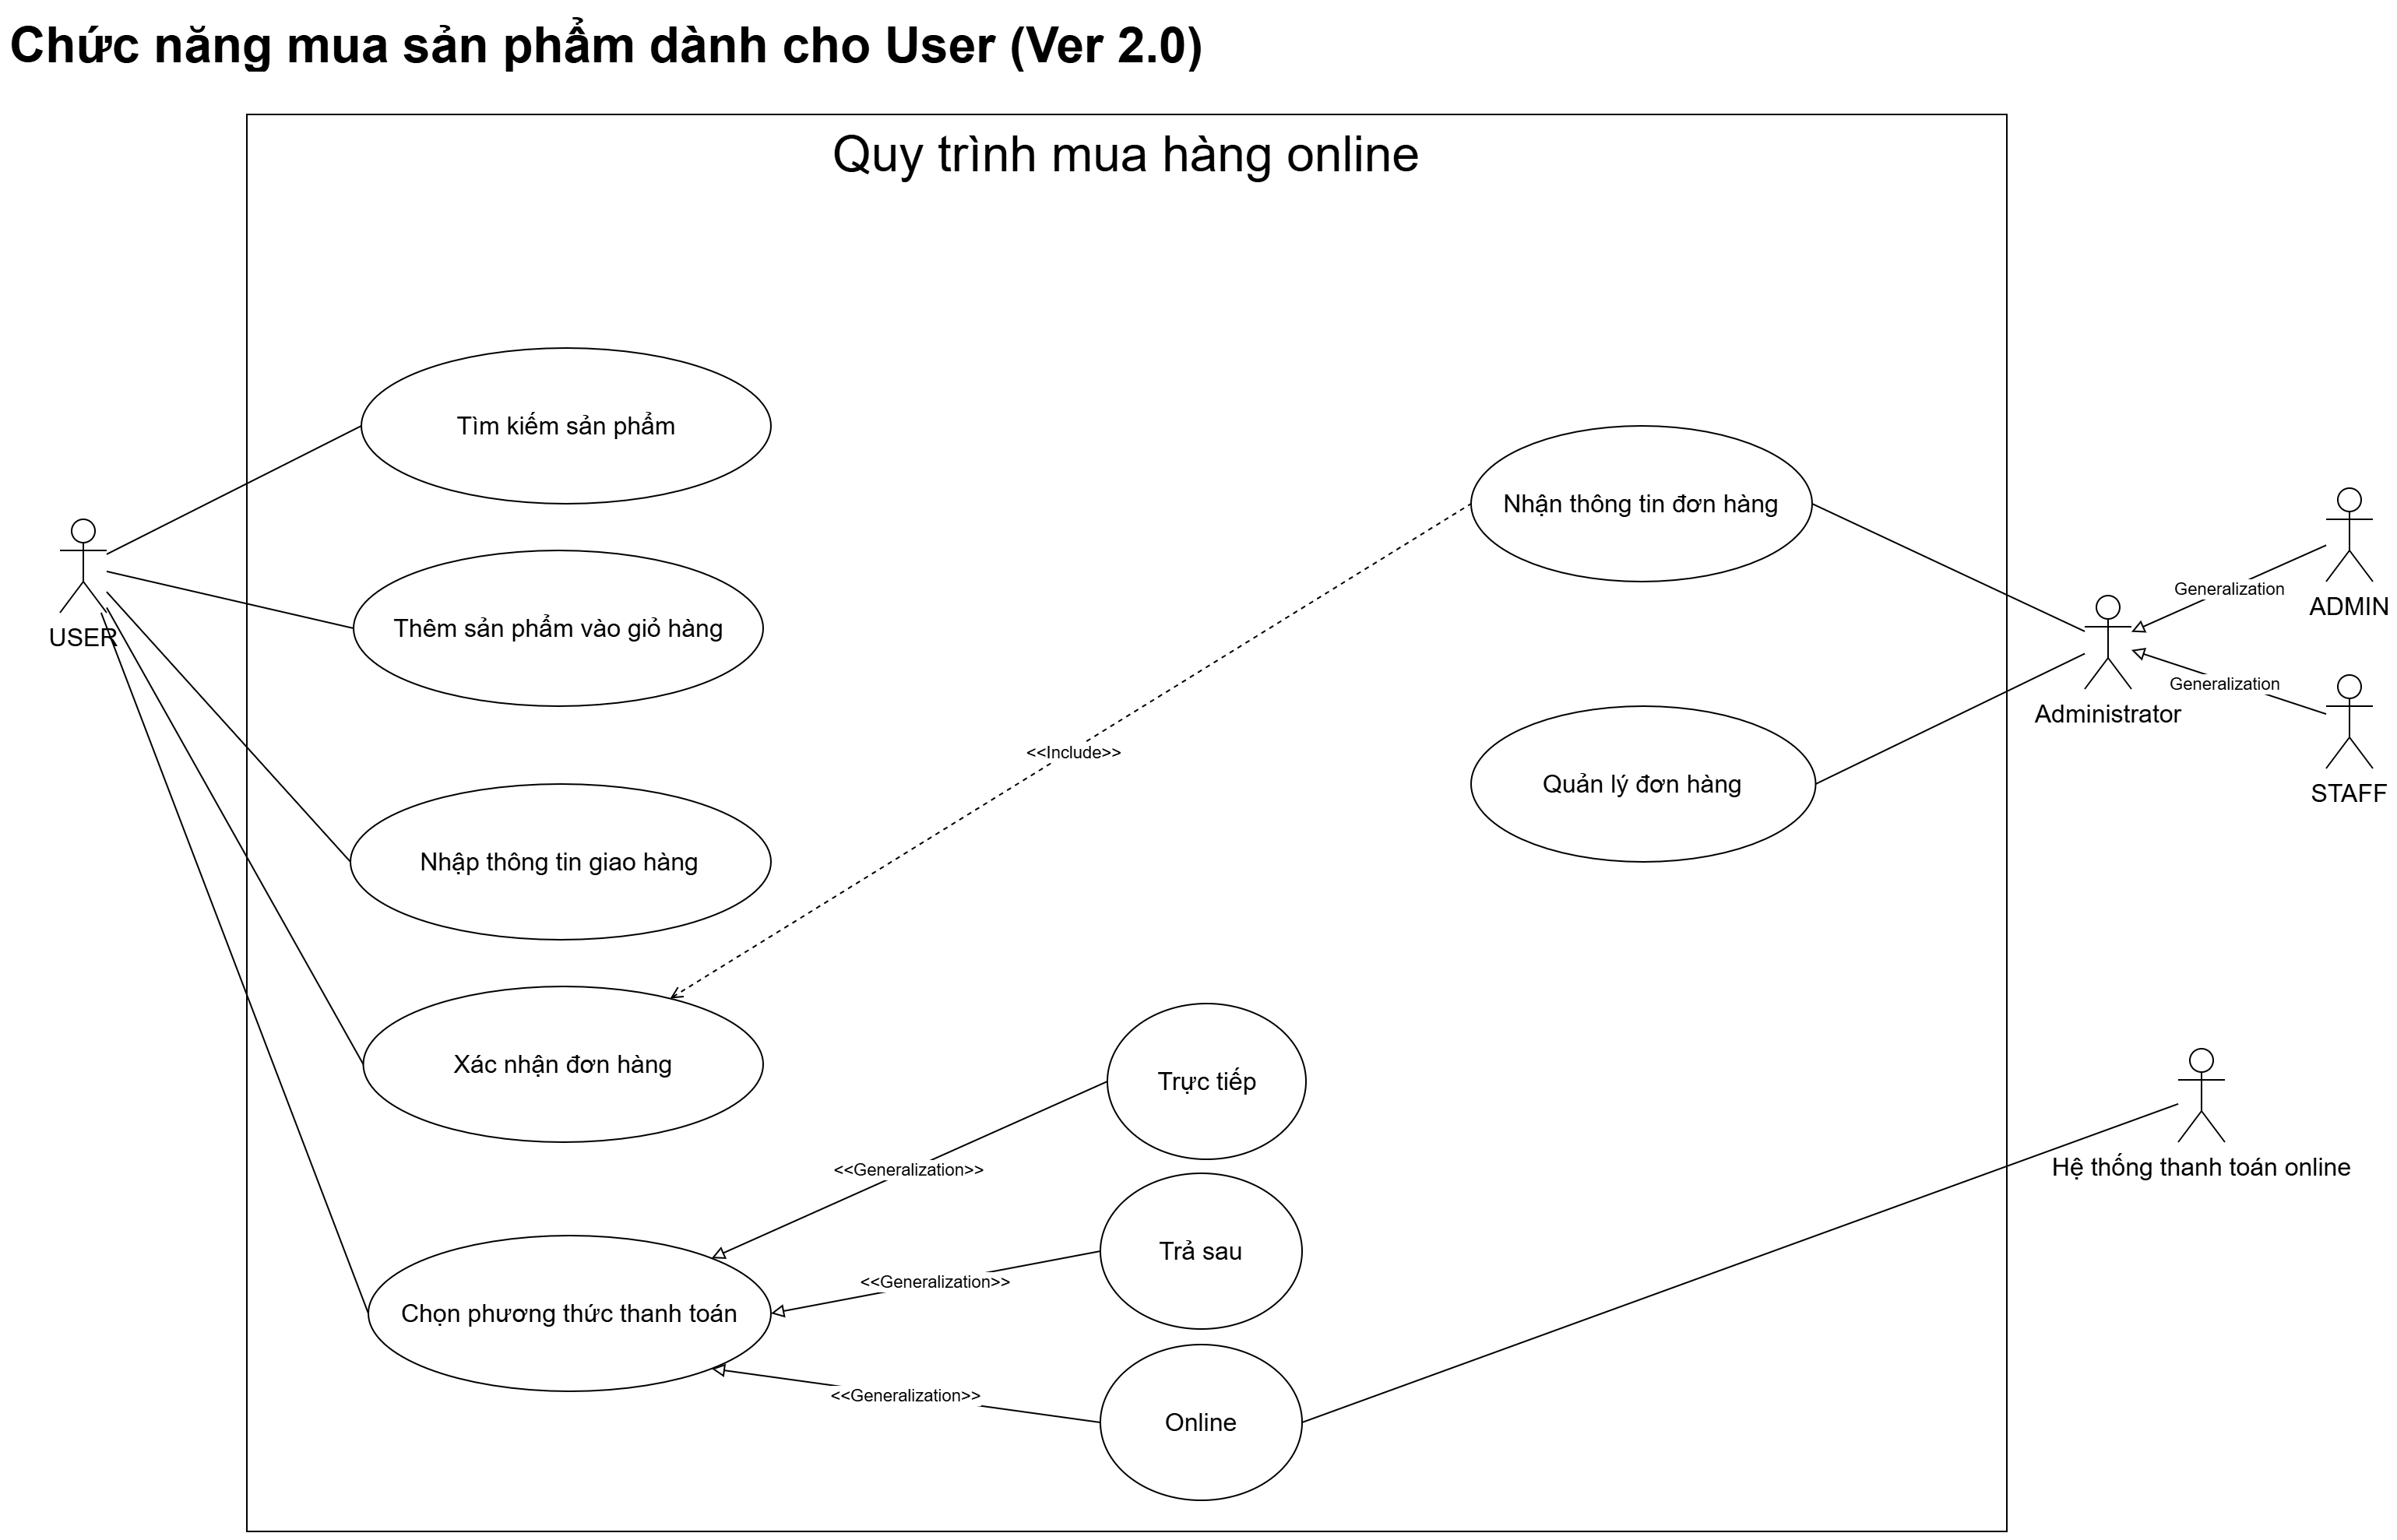 Chức năng mua sản phẩm dành cho User (Ver 2.0)
Quy trình mua hàng online
Tìm kiếm sản phẩm
Nhận thông tin đơn hàng
Generalization
ADMIN
Thêm sản phẩm vào giỏ hàng
USER
Generalization
Administrator
<<Include>>
Quản lý đơn hàng
STAFF
Nhập thông tin giao hàng
Xác nhận đơn hàng
Trực tiếp
<<Generalization>>
Hệ thống thanh toán online
Trả sau
<<Generalization>>
Chọn phương thức thanh toán
<<Generalization>>
Online